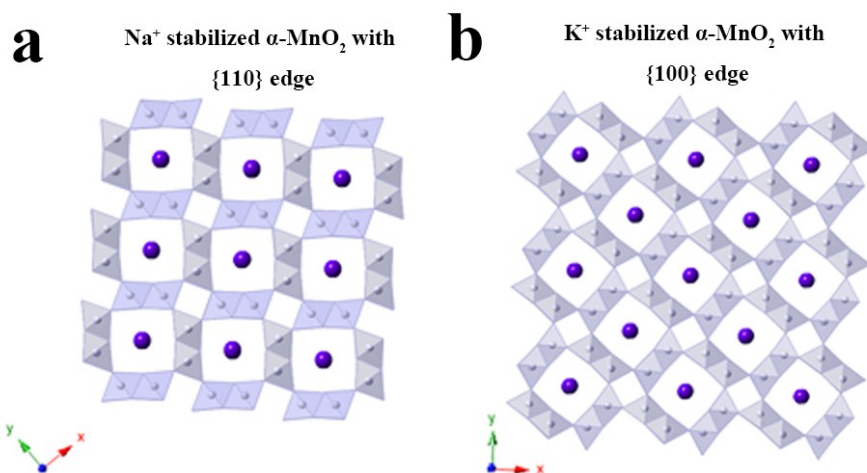 a
Na⁺ stabilized α-MnO₂ with
{110} edge
b
K⁺ stabilized α-MnO₂ with
{100} edge
y
x
y
x